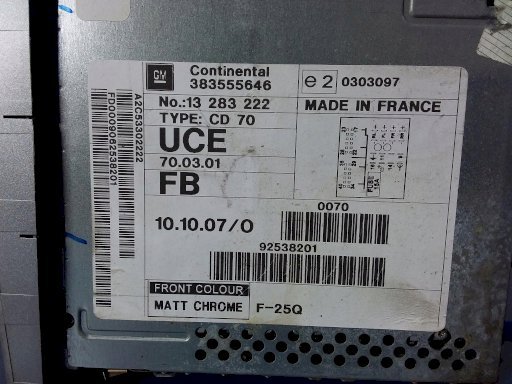 GM
Continental
383555646
e2 0303097
No.:13 283 222
TYPE: CD 70
MADE IN FRANCE
UCE
70.03.01
FB
0070
10.10.07/0
92538201
FRONT COLOUR
MATT CHROME F-25Q
A2C53302222